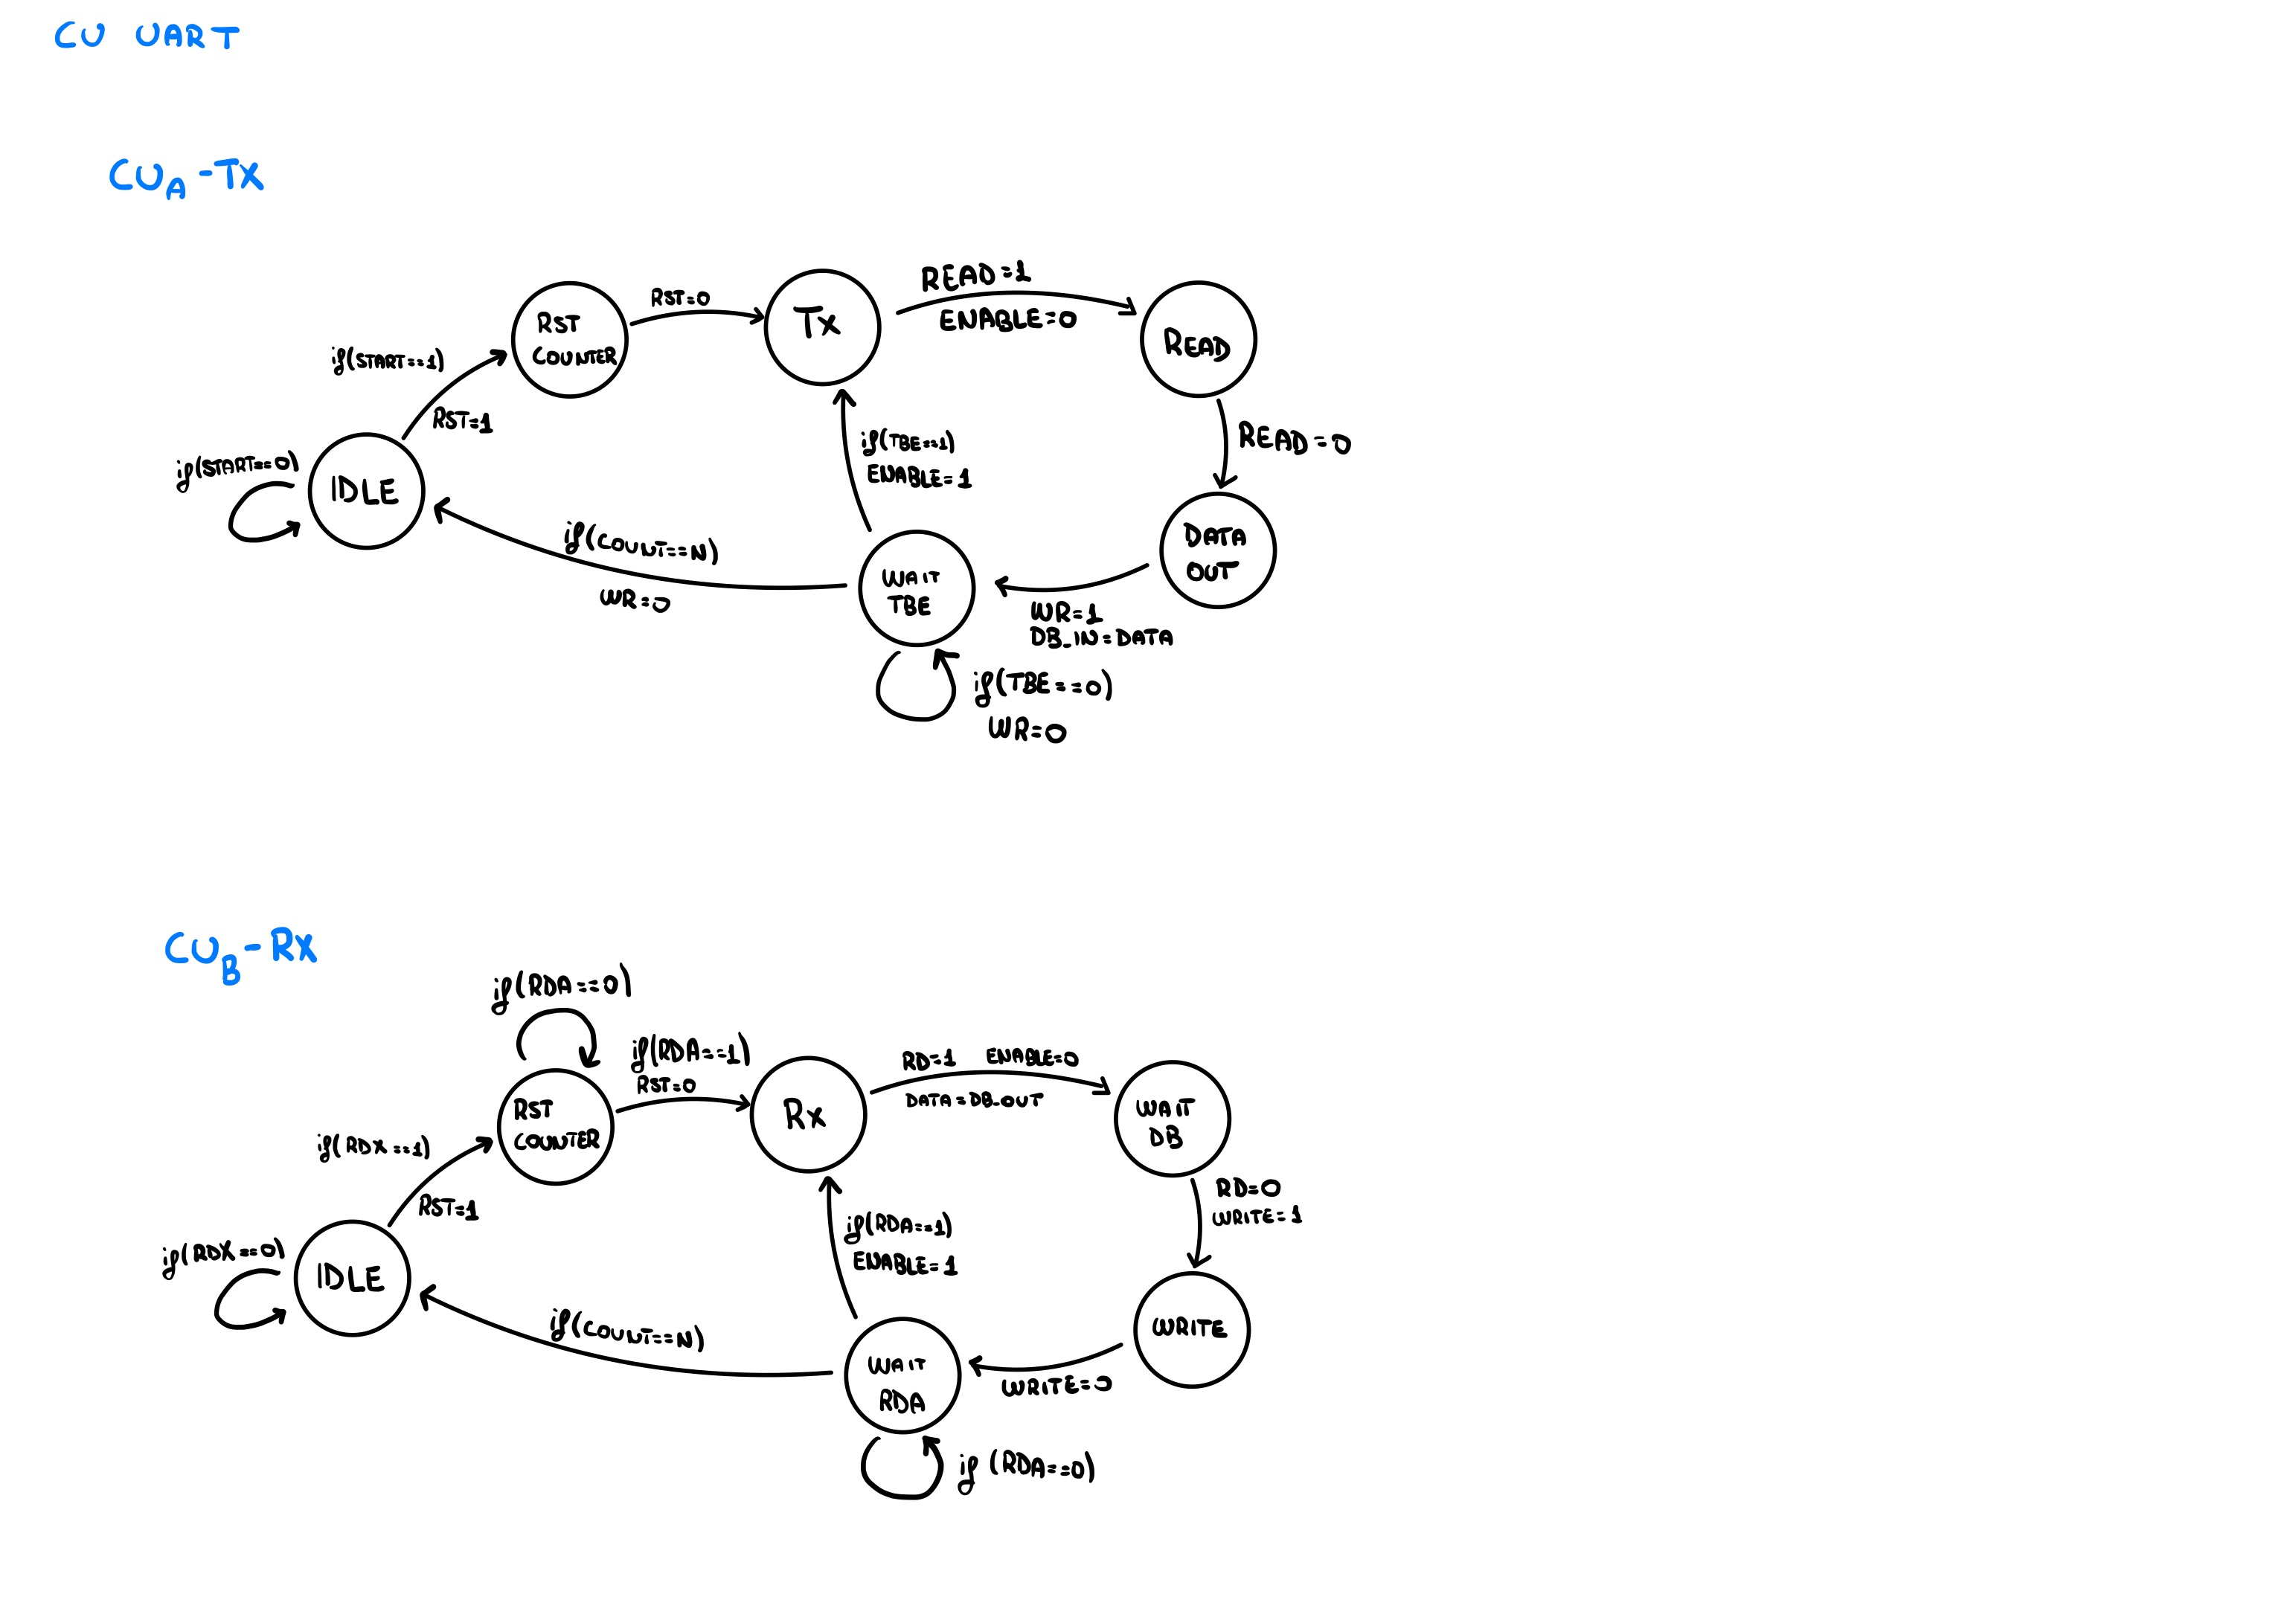 CU UART
CUA-TX
READ=1
ENABLE=0
RST=0
RST
COUNTER
Tx
READ
if(START==1)
RST=1
if(TBE==1)
ENABLE=1
READ=0
if(START==0)
IDLE
DATA
OUT
if(COUNT==N)
WR=0
WAIT
TBE
WR=1
DB_IN=DATA
if(TBE==0)
WR=0
CUB-RX
if(RDA==0)
if(RDA==1)
RST=0
RD=1 ENABLE=0
DATA=DB_OUT
RST
COUNTER
Rx
WAIT
DB
if(RDX==1)
RST=1
RD=0
WRITE=1
if(RDA==1)
ENABLE=1
if(RDX==0)
IDLE
WRITE
if(COUNT==N)
WAIT
RDA
WRITE=0
if (RDA==0)